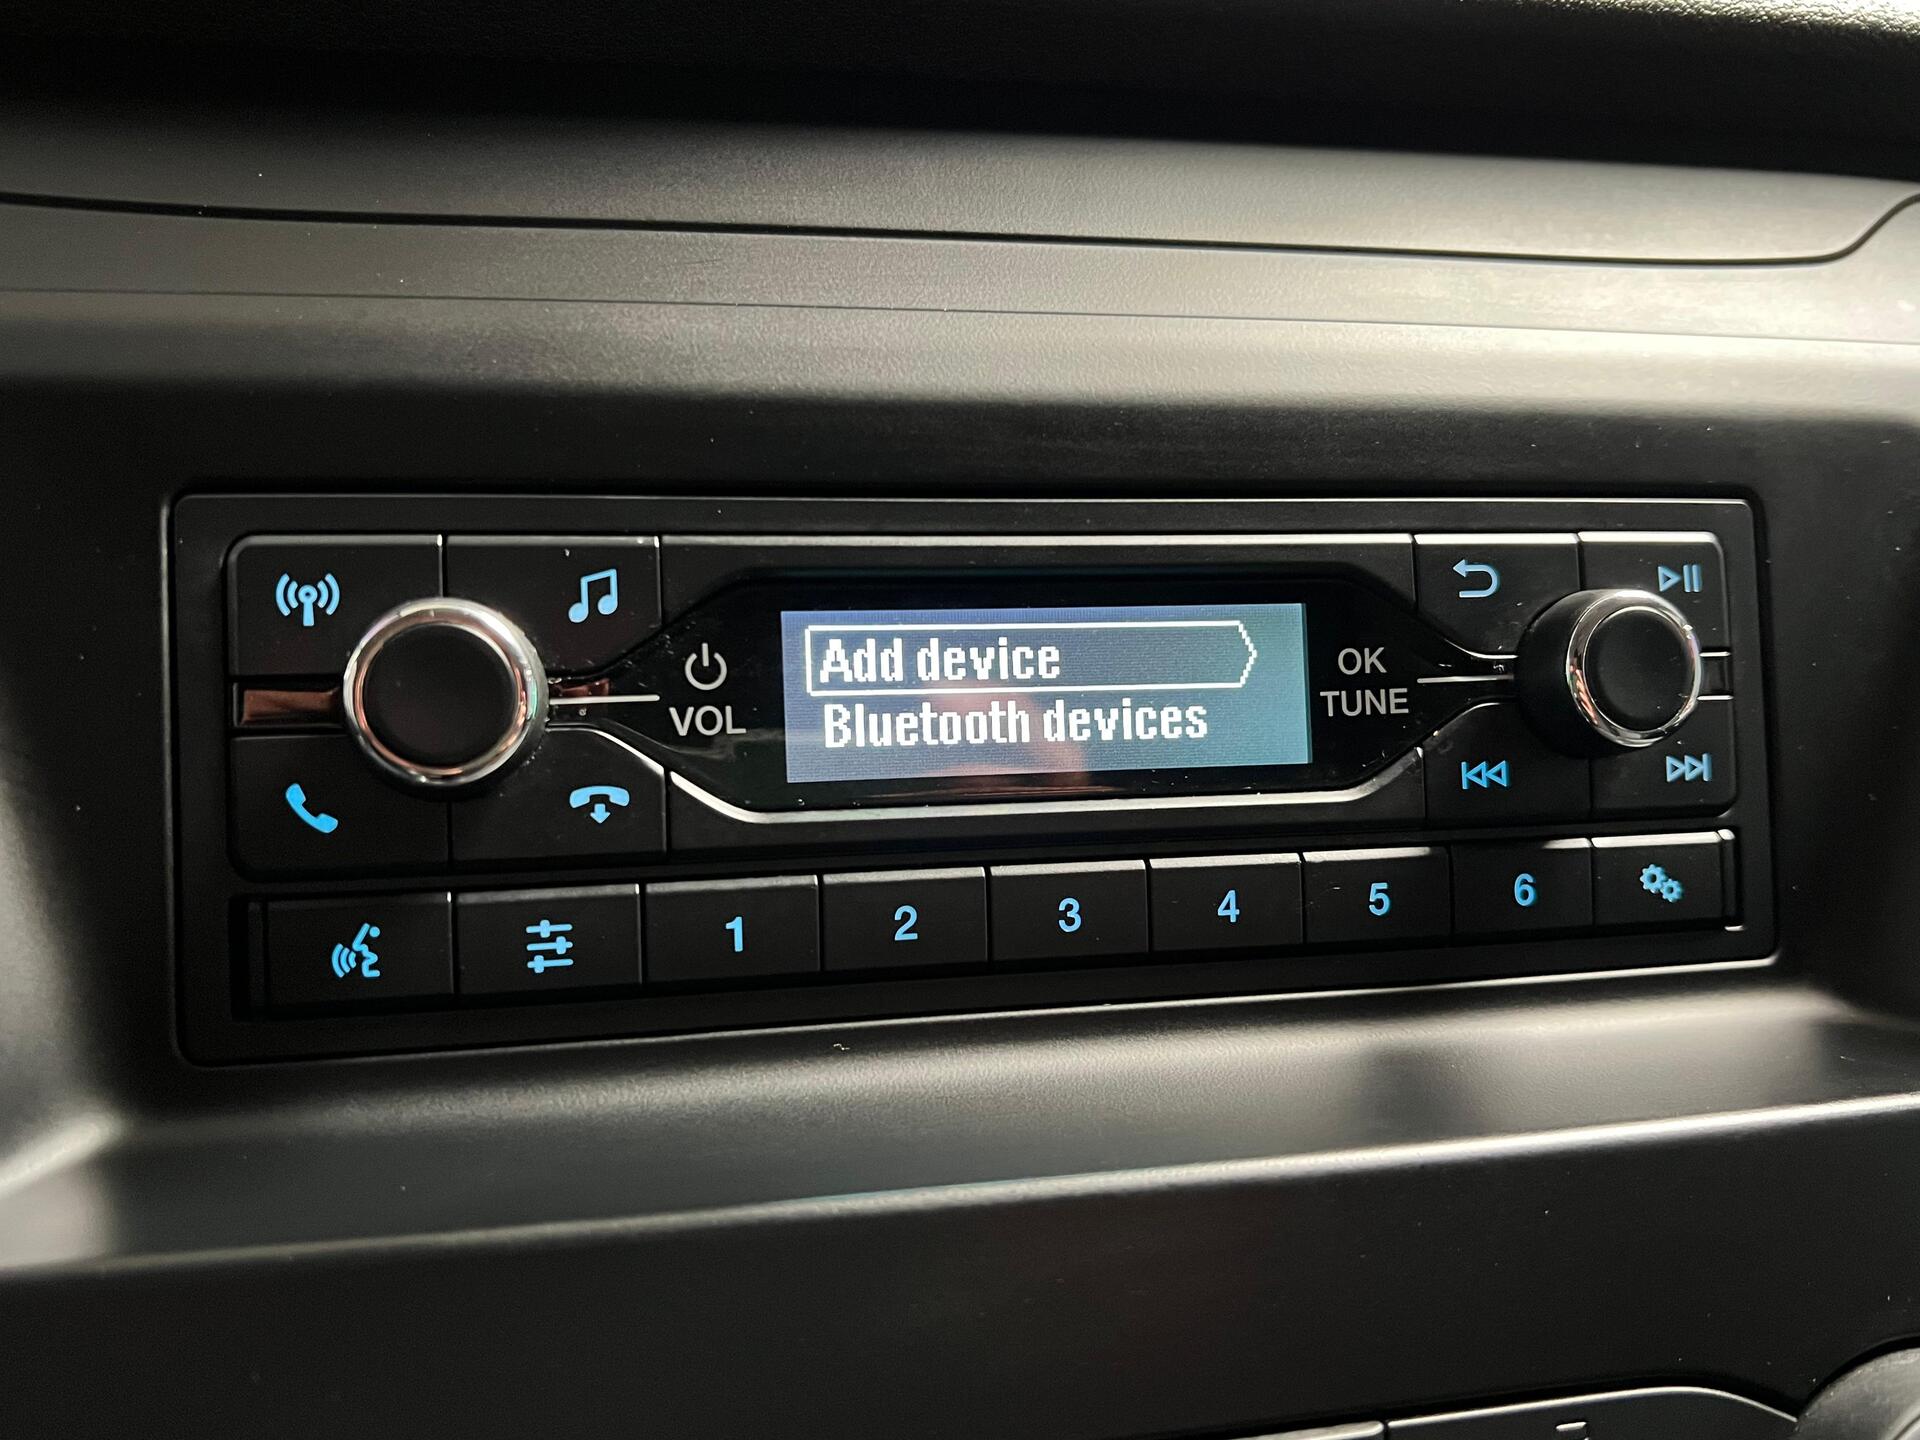 Add device
Bluetooth devices
VOL
OK
TUNE
1 2 3 4 5 6